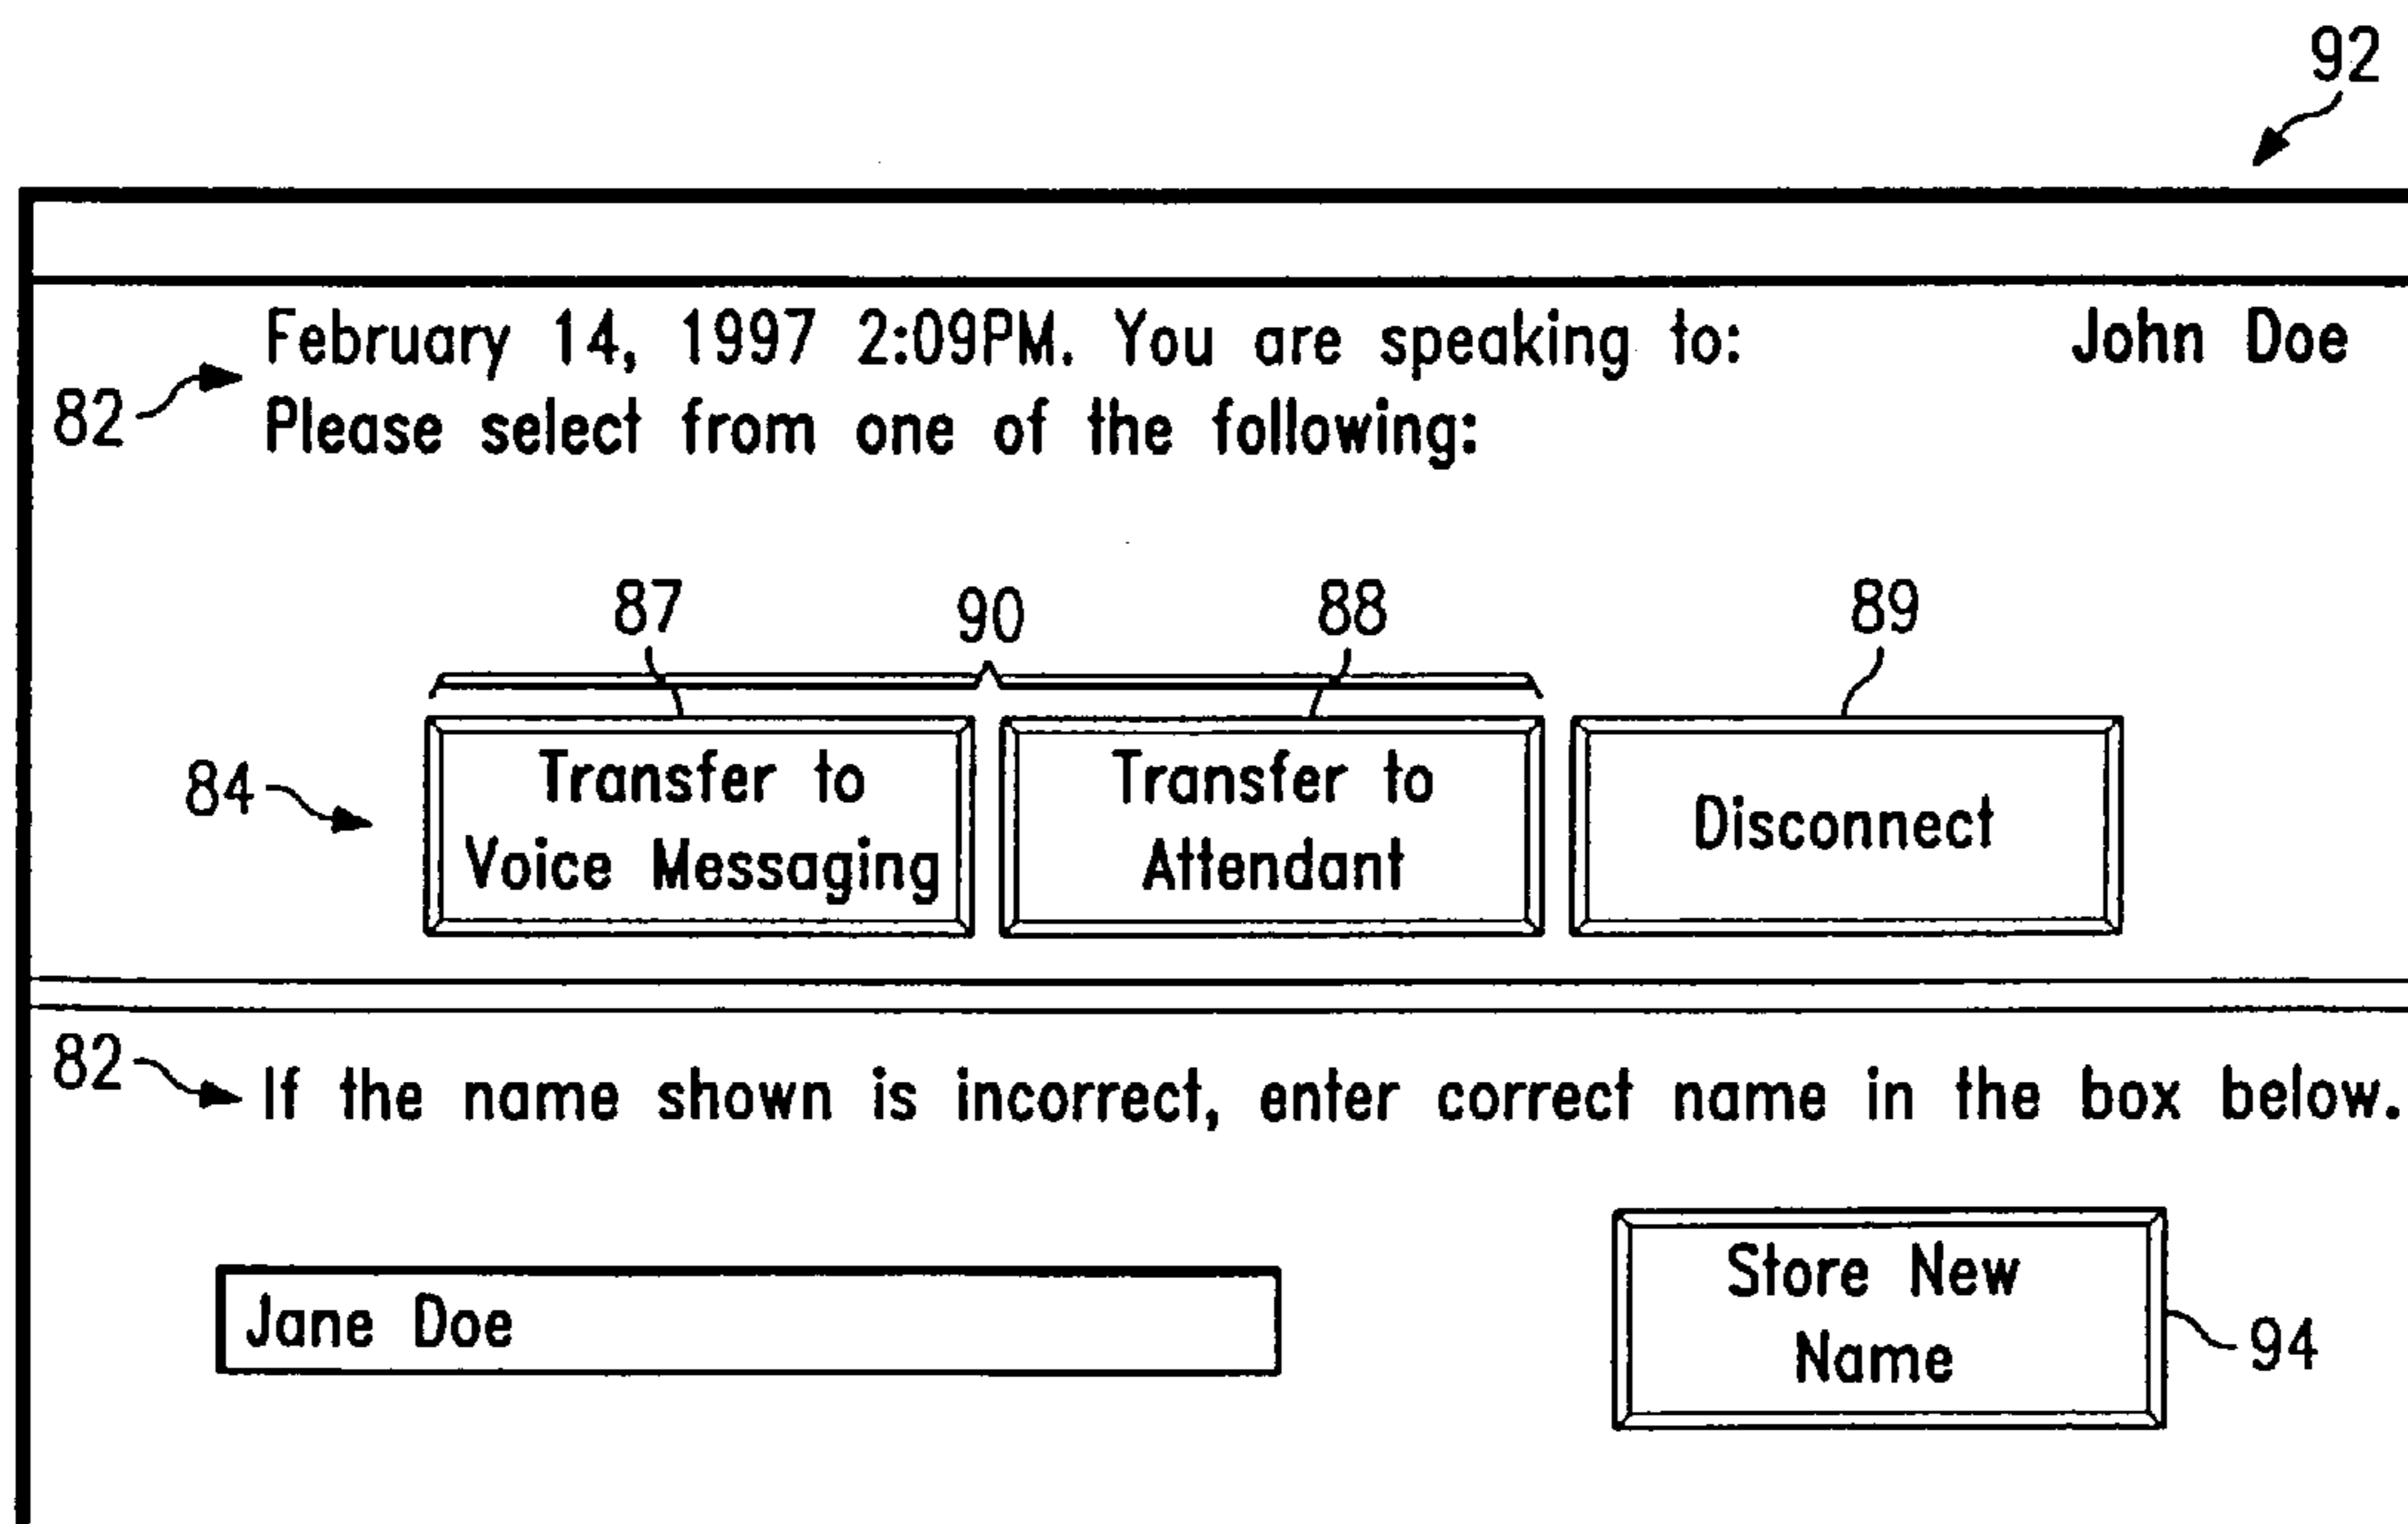 92
February 14, 1997 2:09PM. You are speaking to: John Doe
82
Please select from one of the following:
87 90 88 89
84
Transfer to
Voice Messaging
Transfer to
Attendant
Disconnect
82
If the name shown is incorrect, enter correct name in the box below.
Jane Doe
Store New
Name
94